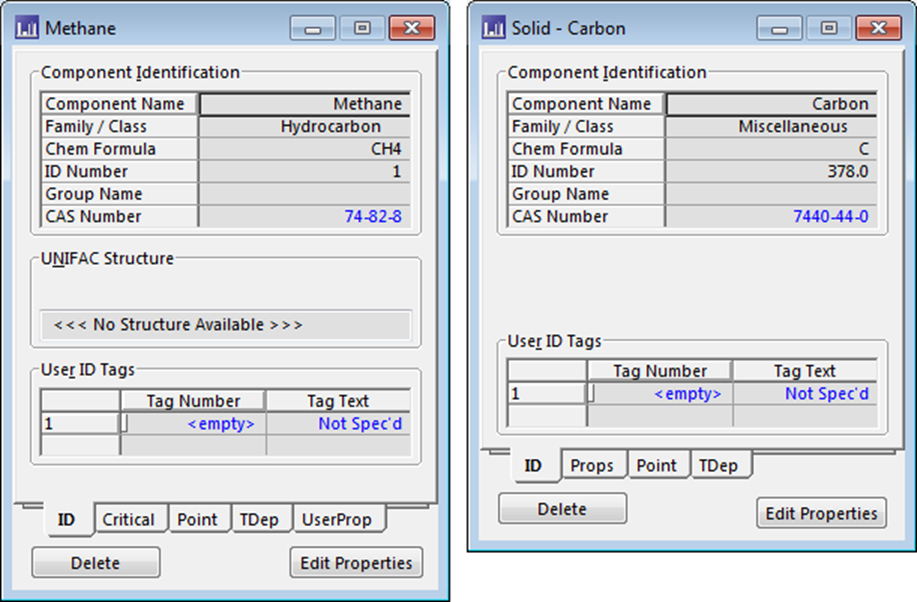 Methane
Component Identification
Component Name Methane
Family / Class Hydrocarbon
Chem Formula CH4
ID Number 1
Group Name
CAS Number 74-82-8
UNIFAC Structure
<<< No Structure Available >>>
User ID Tags
Tag Number Tag Text
1 <empty> Not Spec'd
ID Critical Point TDep UserProp
Delete Edit Properties
Solid - Carbon
Component Identification
Component Name Carbon
Family / Class Miscellaneous
Chem Formula C
ID Number 378.0
Group Name
CAS Number 7440-44-0
User ID Tags
Tag Number Tag Text
1 <empty> Not Spec'd
ID Props Point TDep
Delete Edit Properties